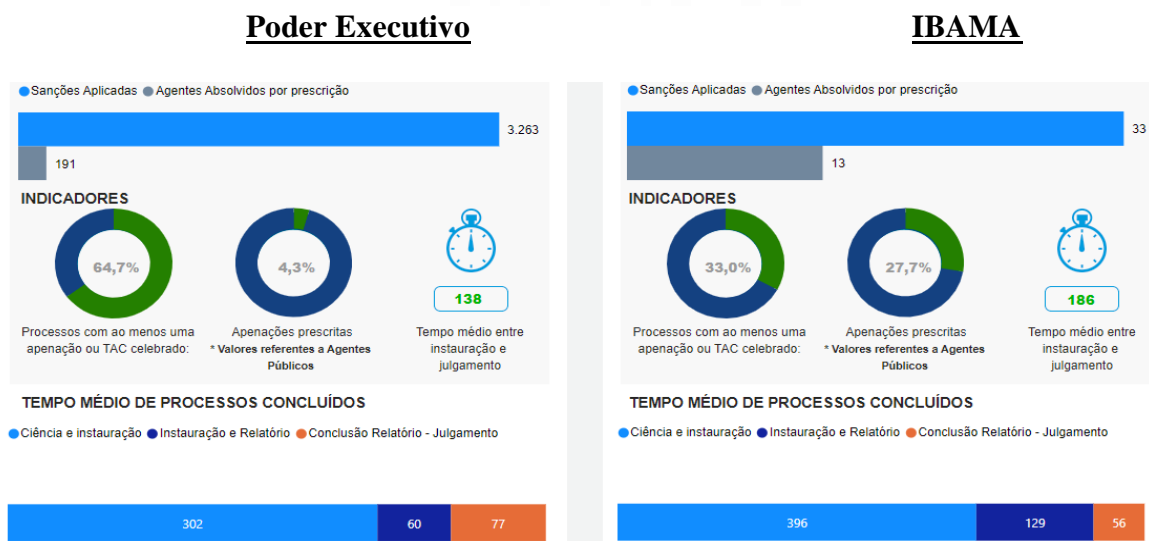 Poder Executivo
Sanções Aplicadas Agentes Absolvidos por prescrição
3.263
191
INDICADORES
64,7%
4,3%
138
Processos com ao menos uma
apenação ou TAC celebrado:
Apenações prescritas
* Valores referentes a Agentes
Públicos
Tempo médio entre
instauração e
julgamento
TEMPO MÉDIO DE PROCESSOS CONCLUÍDOS
Ciência e instauração Instauração e Relatório Conclusão Relatório - Julgamento
302 60 77
IBAMA
Sanções Aplicadas Agentes Absolvidos por prescrição
33
13
INDICADORES
33,0%
27,7%
186
Processos com ao menos uma
apenação ou TAC celebrado:
Apenações prescritas
* Valores referentes a Agentes
Públicos
Tempo médio entre
instauração e
julgamento
TEMPO MÉDIO DE PROCESSOS CONCLUÍDOS
Ciência e instauração Instauração e Relatório Conclusão Relatório - Julgamento
396 129 56